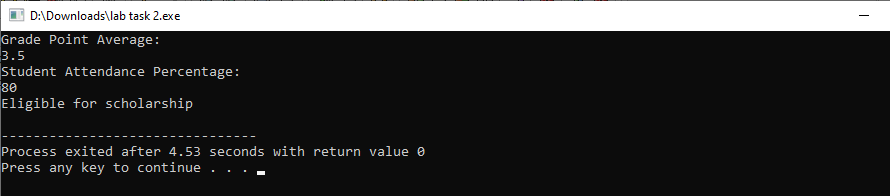 D:\Downloads\lab task 2.exe
Grade Point Average:
3.5
Student Attendance Percentage:
80
Eligible for scholarship
--------------------------------
Process exited after 4.53 seconds with return value 0
Press any key to continue . . .